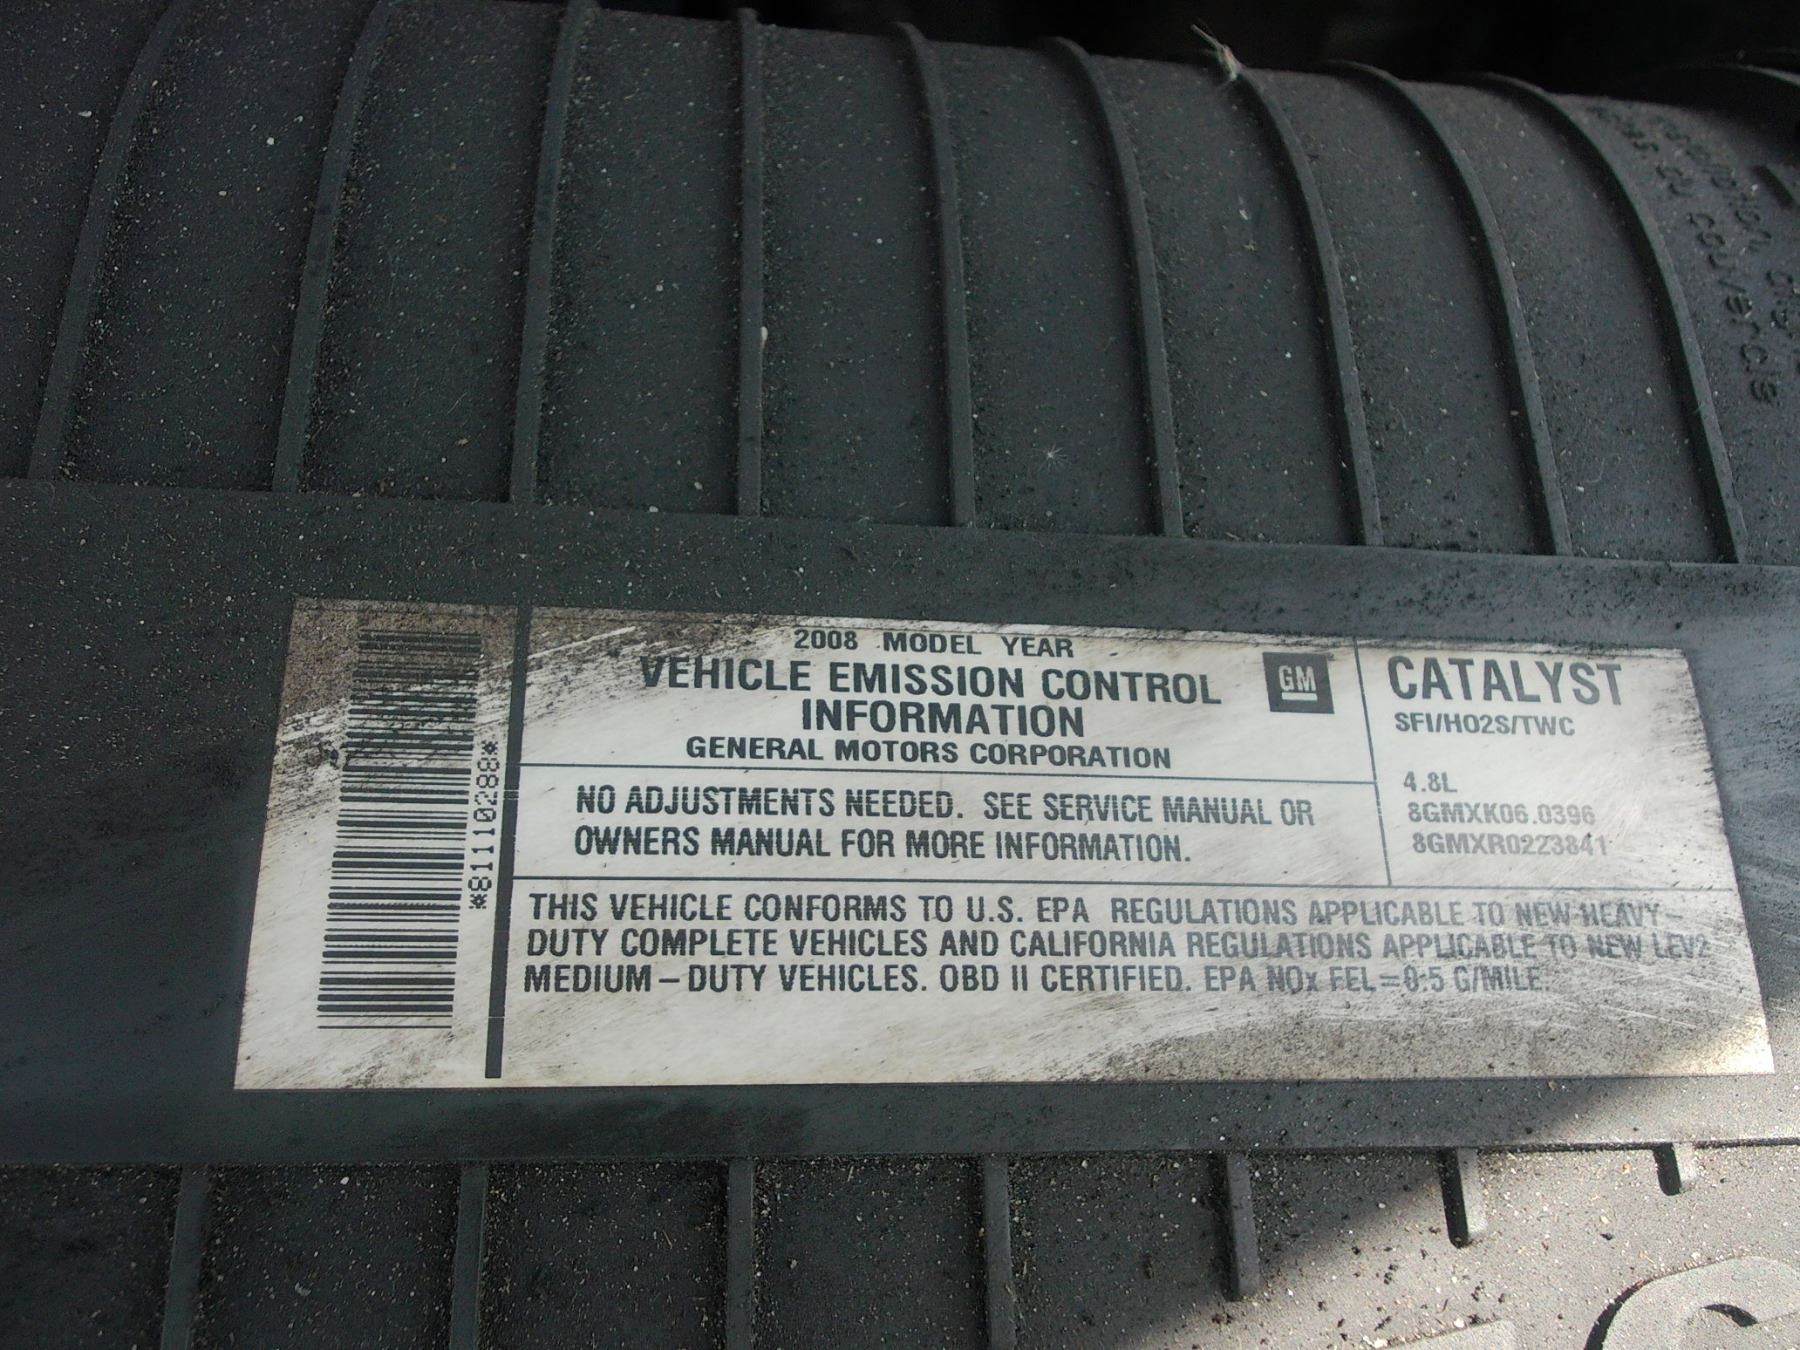 *81110288*
2008 MODEL YEAR
VEHICLE EMISSION CONTROL
INFORMATION
GENERAL MOTORS CORPORATION
GM
NO ADJUSTMENTS NEEDED. SEE SERVICE MANUAL OR
OWNERS MANUAL FOR MORE INFORMATION.
CATALYST
SFI/HO2S/TWC
4.8L
8GMXK06.0396
8GMXR0223841
THIS VEHICLE CONFORMS TO U.S. EPA REGULATIONS APPLICABLE TO NEW HEAVY-
DUTY COMPLETE VEHICLES AND CALIFORNIA REGULATIONS APPLICABLE TO NEW LEV2
MEDIUM-DUTY VEHICLES. OBD II CERTIFIED. EPA NOx FEL=0.5 G/MILE.